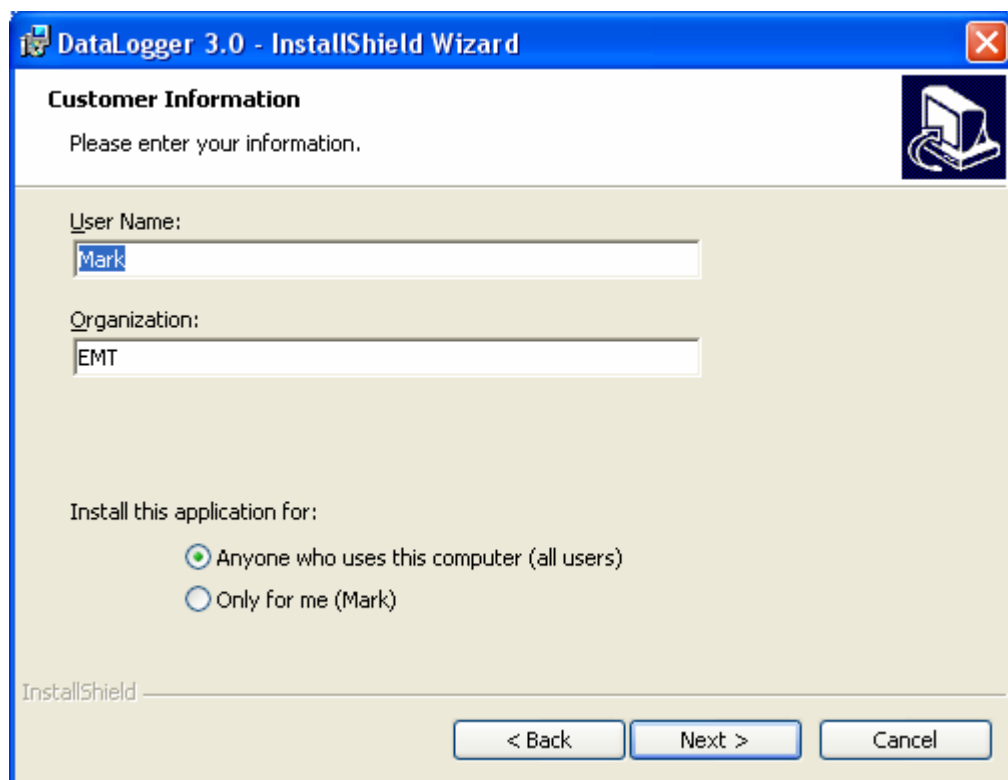 DataLogger 3.0 - InstallShield Wizard
Customer Information
Please enter your information.
User Name:
Mark
Organization:
EMT
Install this application for:
Anyone who uses this computer (all users)
Only for me (Mark)
InstallShield
< Back Next > Cancel